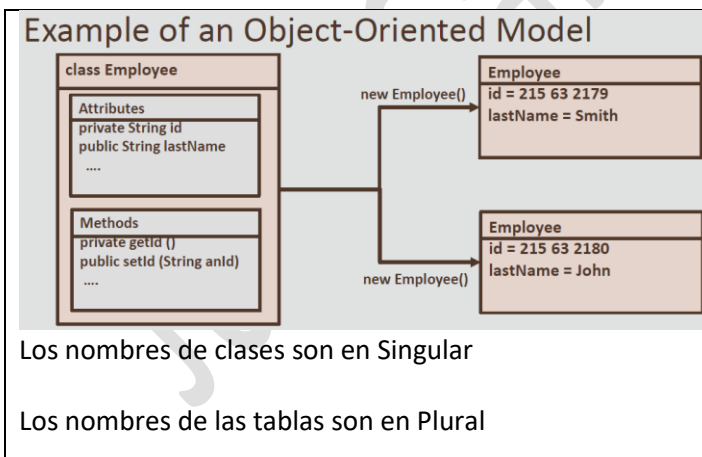 Example of an Object-Oriented Model
class Employee
Attributes
private String id
public String lastName
....
Methods
private getId ()
public setId (String anId)
....
new Employee()
Employee
id = 215 63 2179
lastName = Smith
new Employee()
Employee
id = 215 63 2180
lastName = John
Los nombres de clases son en Singular
Los nombres de las tablas son en Plural